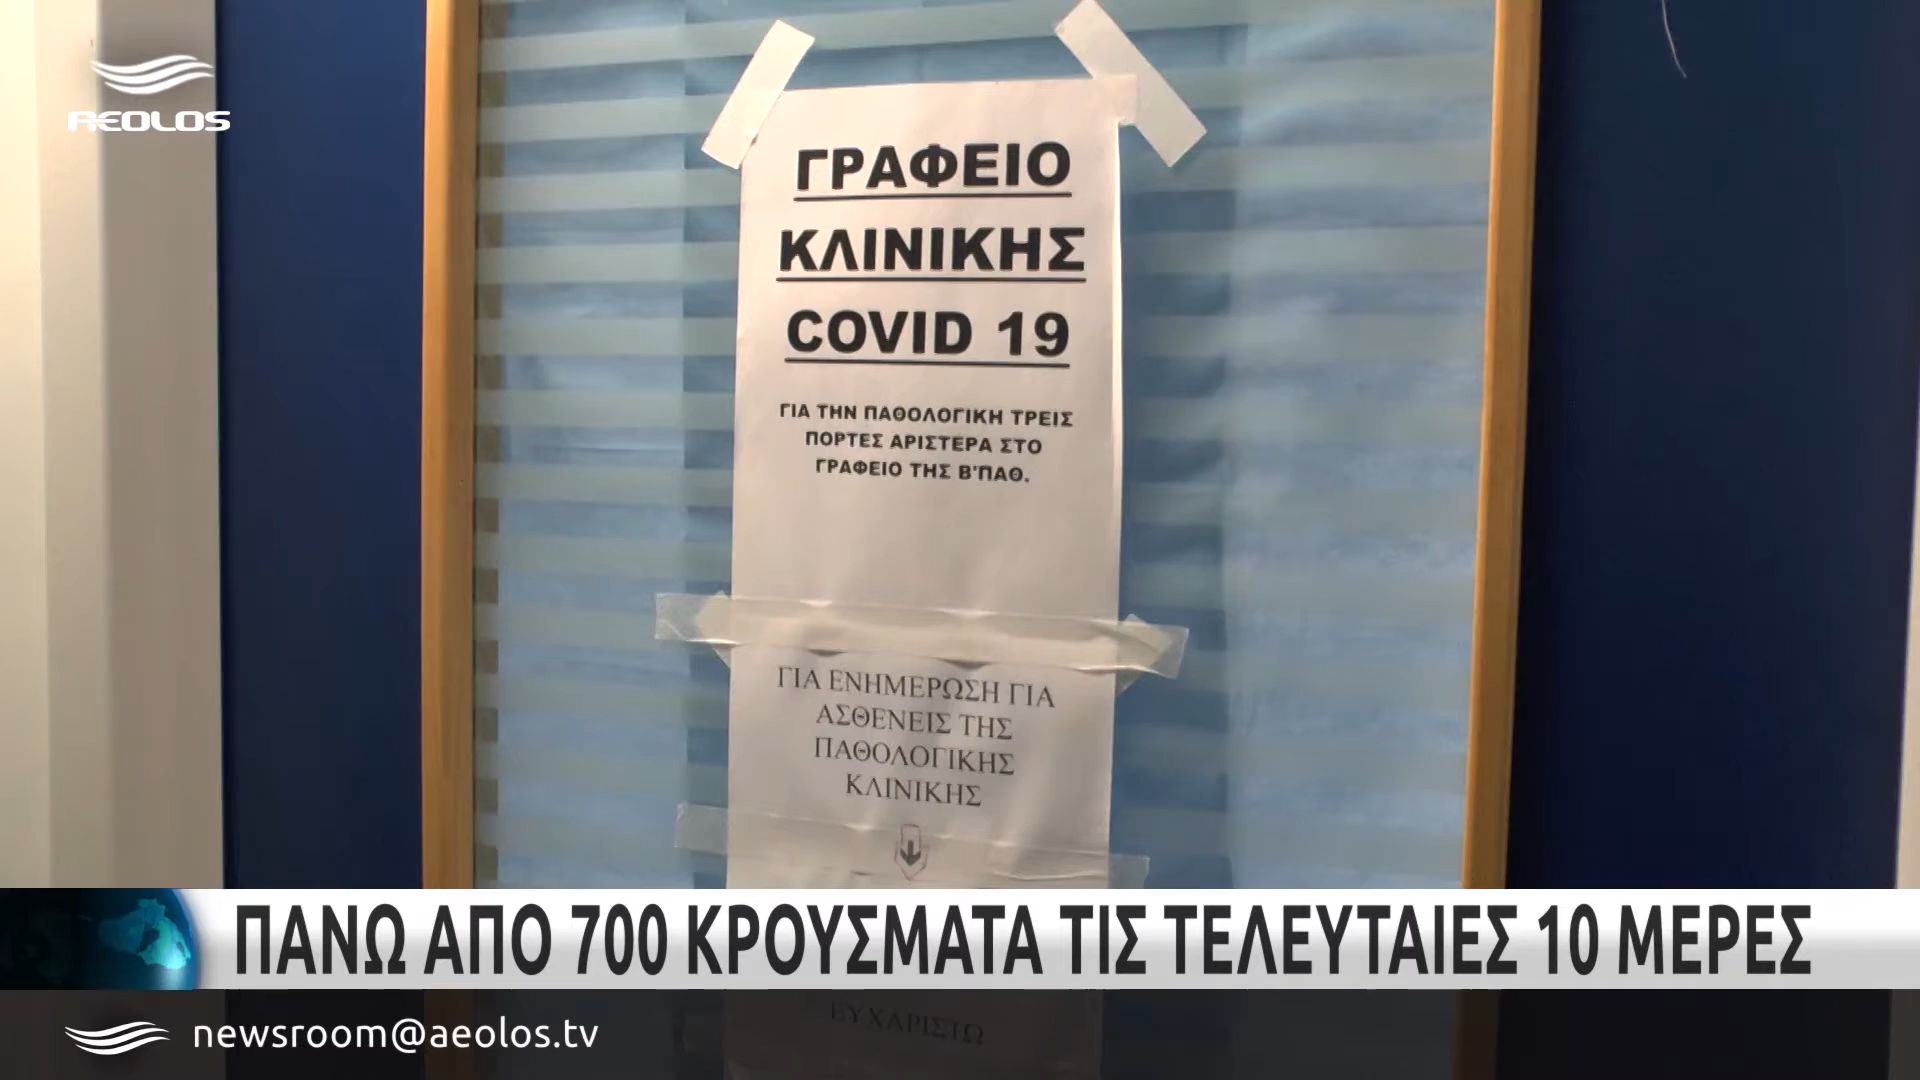 AEOLOS
ΓΡΑΦΕΙΟ
ΚΛΙΝΙΚΗΣ
COVID 19
ΓΙΑ ΤΗΝ ΠΑΘΟΛΟΓΙΚΗ ΤΡΕΙΣ
ΠΟΡΤΕΣ ΑΡΙΣΤΕΡΑ ΣΤΟ
ΓΡΑΦΕΙΟ ΤΗΣ Β'ΠΑΘ.
ΓΙΑ ΕΝΗΜΕΡΩΣΗ ΓΙΑ
ΑΣΘΕΝΕΙΣ ΤΗΣ
ΠΑΘΟΛΟΓΙΚΗΣ
ΚΛΙΝΙΚΗΣ
ΠΑΝΩ ΑΠΟ 700 ΚΡΟΥΣΜΑΤΑ ΤΙΣ ΤΕΛΕΥΤΑΙΕΣ 10 ΜΕΡΕΣ
ΕΥΧΑΡΙΣΤΩ
newsroom@aeolos.tv